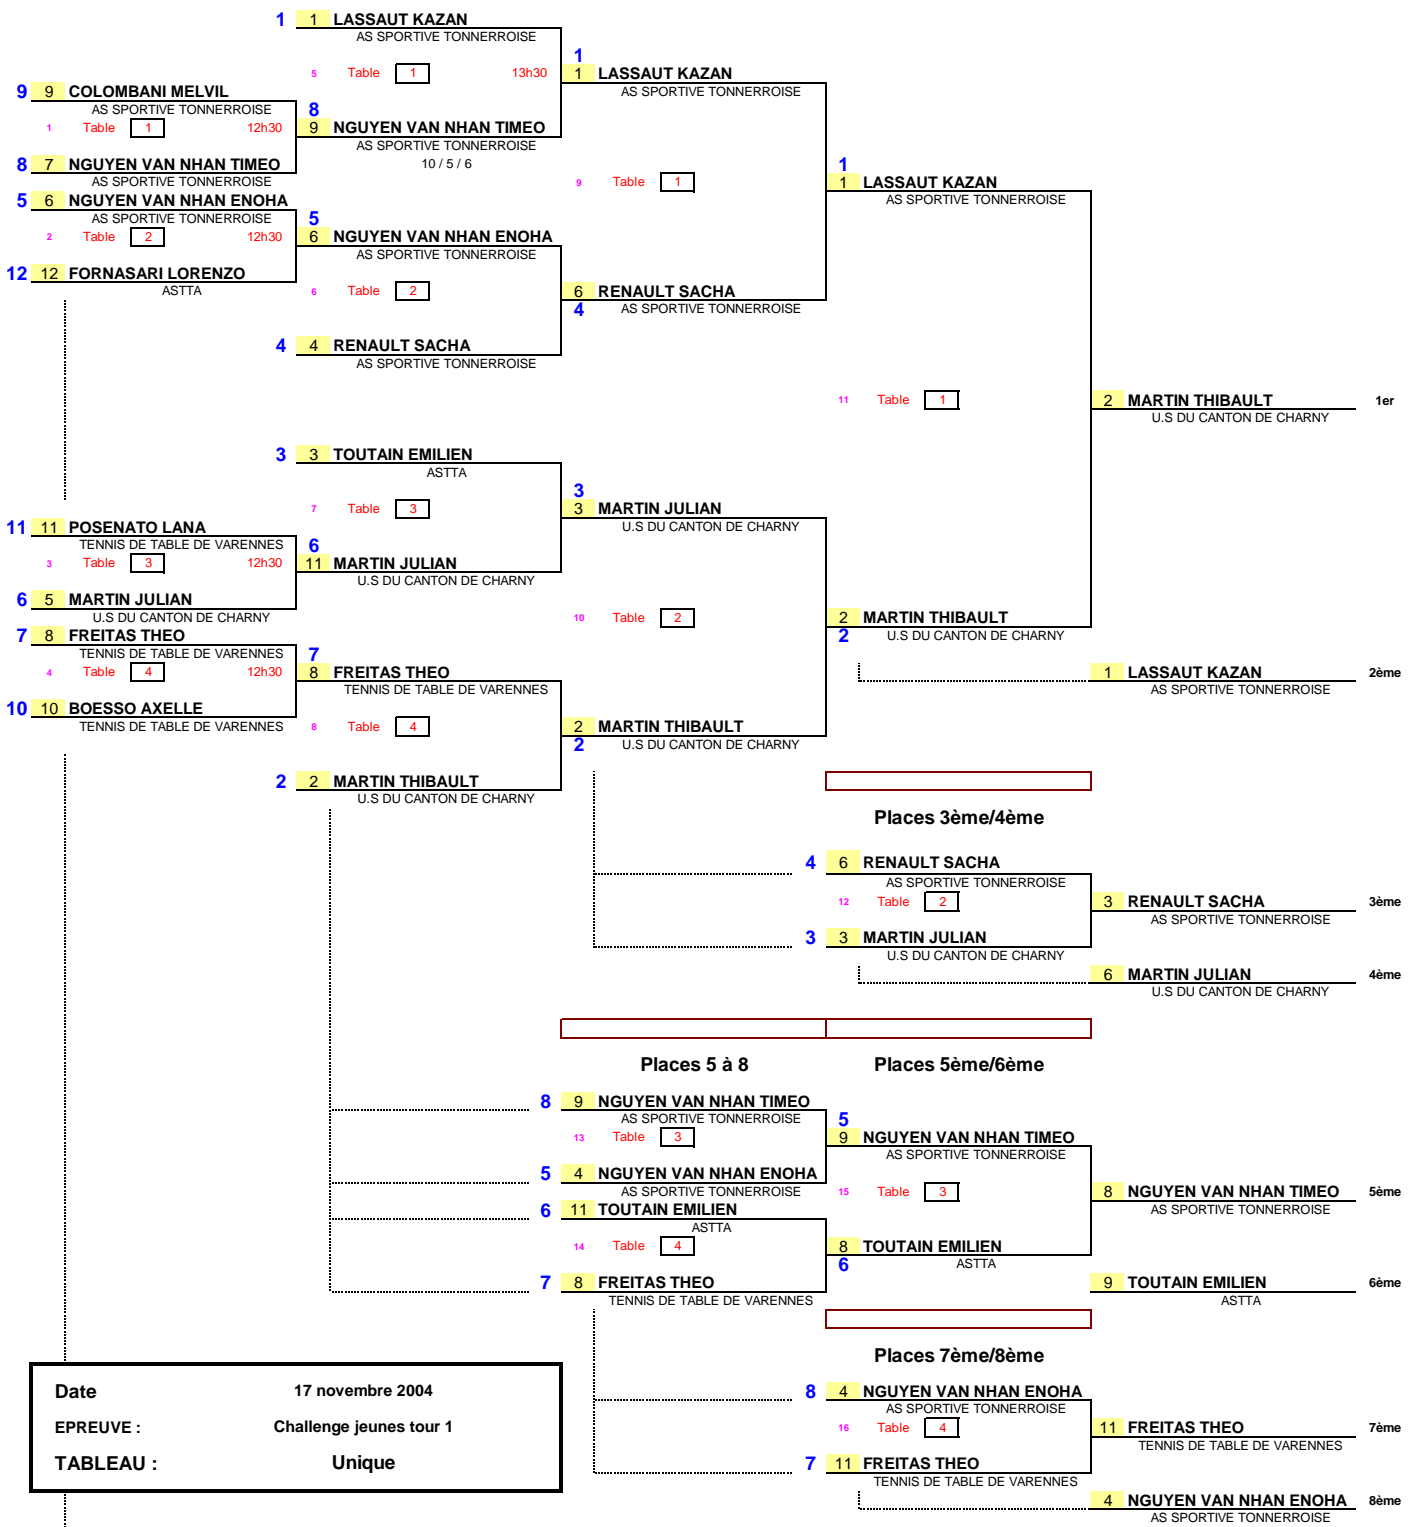 1 1 LASSAUT KAZAN
AS SPORTIVE TONNERROISE
1
5 Table 1 13h30
1 LASSAUT KAZAN
AS SPORTIVE TONNERROISE
9 9 COLOMBANI MELVIL
AS SPORTIVE TONNERROISE
8
1 Table 1 12h30
9 NGUYEN VAN NHAN TIMEO
AS SPORTIVE TONNERROISE
10 / 5 / 6
8 7 NGUYEN VAN NHAN TIMEO
AS SPORTIVE TONNERROISE
9 Table 1
1
1 LASSAUT KAZAN
AS SPORTIVE TONNERROISE
5 6 NGUYEN VAN NHAN ENOHA
AS SPORTIVE TONNERROISE
5
2 Table 2 12h30
6 NGUYEN VAN NHAN ENOHA
AS SPORTIVE TONNERROISE
12 12 FORNASARI LORENZO
ASTTA
6 Table 2
6 RENAULT SACHA
4 AS SPORTIVE TONNERROISE
4 4 RENAULT SACHA
AS SPORTIVE TONNERROISE
11 Table 1
2 MARTIN THIBAULT 1er
U.S DU CANTON DE CHARNY
3 3 TOUTAIN EMILIEN
ASTTA
3
7 Table 3
3 MARTIN JULIAN
U.S DU CANTON DE CHARNY
11 11 POSENATO LANA
TENNIS DE TABLE DE VARENNES
6
3 Table 3 12h30
11 MARTIN JULIAN
U.S DU CANTON DE CHARNY
6 5 MARTIN JULIAN
U.S DU CANTON DE CHARNY
10 Table 2
2 MARTIN THIBAULT
2 U.S DU CANTON DE CHARNY
7 8 FREITAS THEO
TENNIS DE TABLE DE VARENNES
7
4 Table 4 12h30
8 FREITAS THEO
TENNIS DE TABLE DE VARENNES
1 LASSAUT KAZAN 2ème
AS SPORTIVE TONNERROISE
10 10 BOESSO AXELLE
TENNIS DE TABLE DE VARENNES
8 Table 4
2 MARTIN THIBAULT
2 U.S DU CANTON DE CHARNY
2 2 MARTIN THIBAULT
U.S DU CANTON DE CHARNY
Places 3ème/4ème
4 6 RENAULT SACHA
AS SPORTIVE TONNERROISE
12 Table 2
3 RENAULT SACHA 3ème
AS SPORTIVE TONNERROISE
3 3 MARTIN JULIAN
U.S DU CANTON DE CHARNY
6 MARTIN JULIAN 4ème
U.S DU CANTON DE CHARNY
Places 5 à 8 Places 5ème/6ème
8 9 NGUYEN VAN NHAN TIMEO
AS SPORTIVE TONNERROISE
5
13 Table 3
9 NGUYEN VAN NHAN TIMEO
AS SPORTIVE TONNERROISE
5 4 NGUYEN VAN NHAN ENOHA
AS SPORTIVE TONNERROISE
15 Table 3
8 NGUYEN VAN NHAN TIMEO 5ème
AS SPORTIVE TONNERROISE
6 11 TOUTAIN EMILIEN
ASTTA
14 Table 4
8 TOUTAIN EMILIEN
6 ASTTA
7 8 FREITAS THEO
TENNIS DE TABLE DE VARENNES
9 TOUTAIN EMILIEN 6ème
ASTTA
Places 7ème/8ème
8 4 NGUYEN VAN NHAN ENOHA
AS SPORTIVE TONNERROISE
16 Table 4
11 FREITAS THEO 7ème
TENNIS DE TABLE DE VARENNES
7 11 FREITAS THEO
TENNIS DE TABLE DE VARENNES
4 NGUYEN VAN NHAN ENOHA 8ème
AS SPORTIVE TONNERROISE
Date 17 novembre 2004
EPREUVE : Challenge jeunes tour 1
TABLEAU : Unique